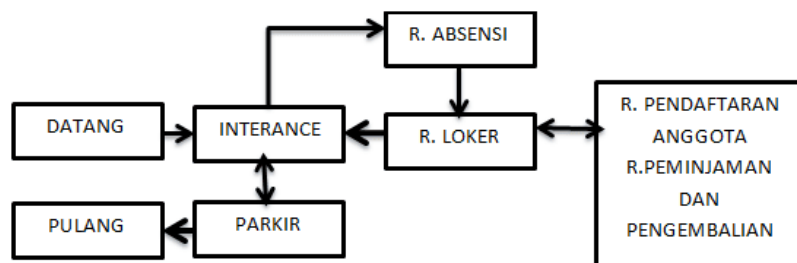 R. ABSENSI
DATANG
INTERANCE
R. LOKER
R. PENDAFTARAN
ANGGOTA
R.PEMINJAMAN
DAN
PENGEMBALIAN
PULANG
PARKIR